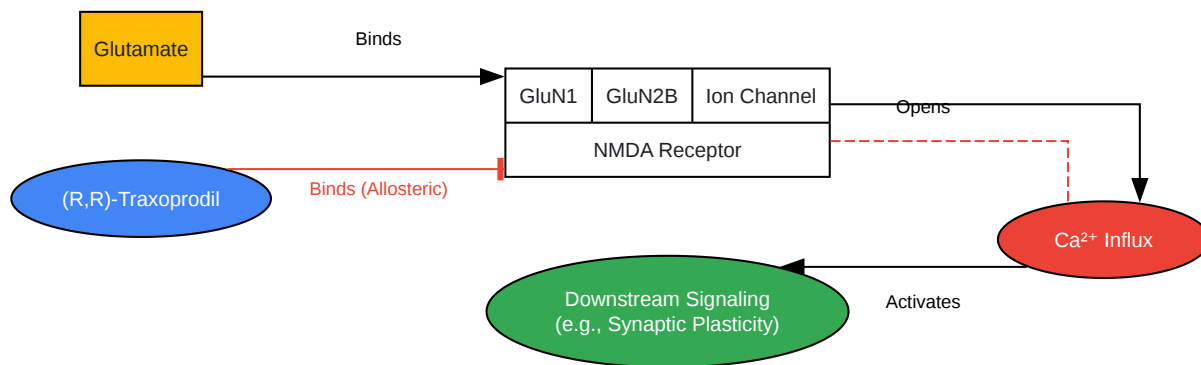 Glutamate
Binds
GluN1
GluN2B
Ion Channel
NMDA Receptor
Opens
(R,R)-Traxoprodil
Binds (Allosteric)
Ca²⁺ Influx
Downstream Signaling
(e.g., Synaptic Plasticity)
Activates